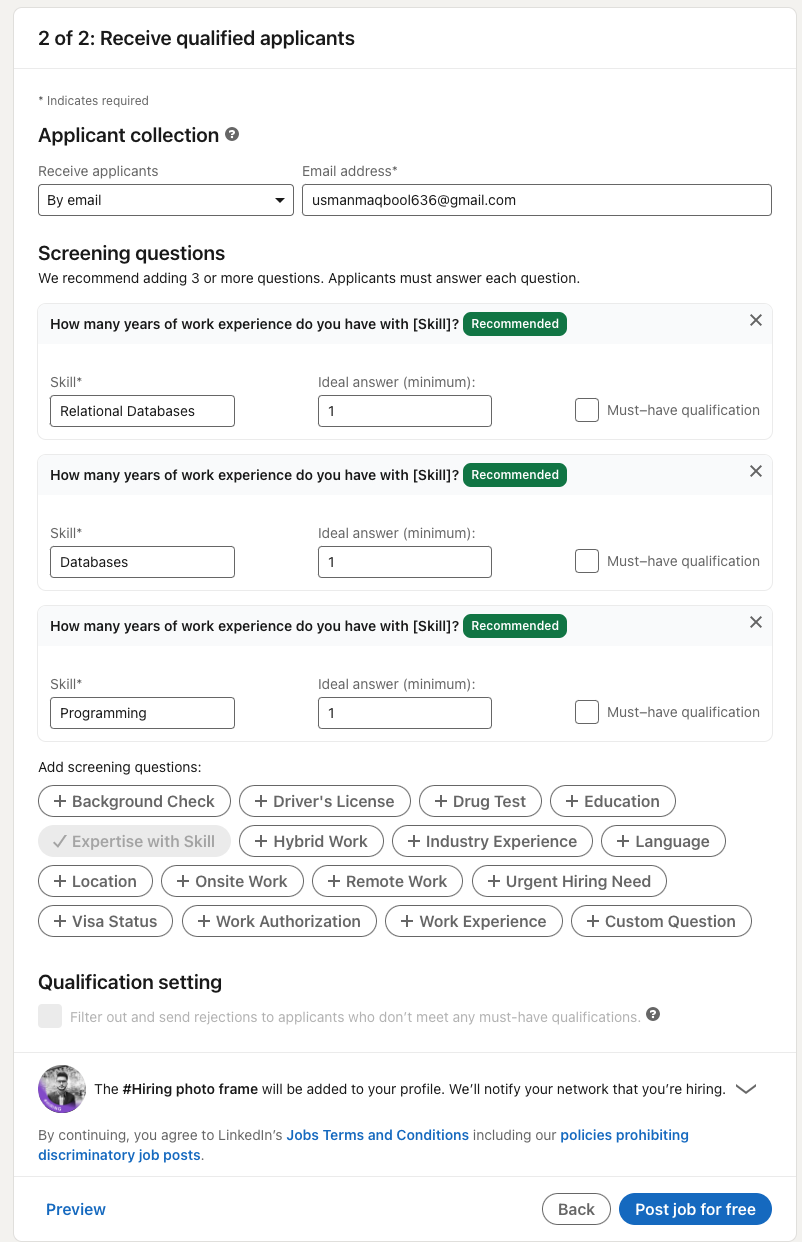 2 of 2: Receive qualified applicants
* Indicates required
Applicant collection ?
Receive applicants Email address*
By email usmanmaqbool636@gmail.com
Screening questions
We recommend adding 3 or more questions. Applicants must answer each question.
How many years of work experience do you have with [Skill]? Recommended
Skill* Ideal answer (minimum):
Relational Databases 1 Must-have qualification
How many years of work experience do you have with [Skill]? Recommended
Skill* Ideal answer (minimum):
Databases 1 Must-have qualification
How many years of work experience do you have with [Skill]? Recommended
Skill* Ideal answer (minimum):
Programming 1 Must-have qualification
Add screening questions:
+ Background Check + Driver's License + Drug Test + Education
✓ Expertise with Skill + Hybrid Work + Industry Experience + Language
+ Location + Onsite Work + Remote Work + Urgent Hiring Need
+ Visa Status + Work Authorization + Work Experience + Custom Question
Qualification setting
Filter out and send rejections to applicants who don't meet any must-have qualifications. ?
The #Hiring photo frame will be added to your profile. We'll notify your network that you're hiring.
By continuing, you agree to LinkedIn's Jobs Terms and Conditions including our policies prohibiting
discriminatory job posts.
Preview Back Post job for free